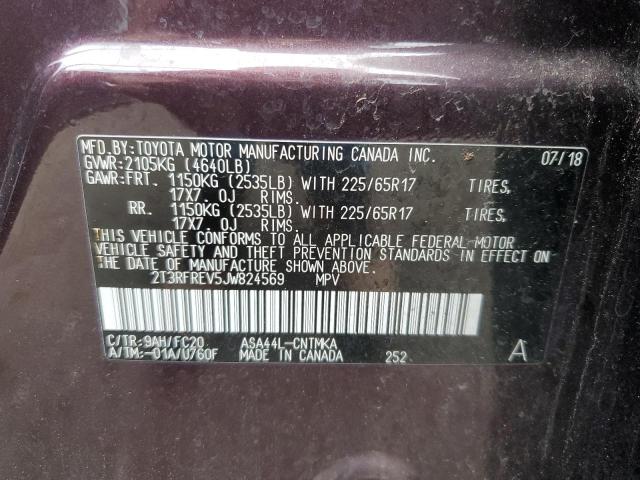 MFD.BY:TOYOTA MOTOR MANUFACTURING CANADA INC. 07/18
GVWR:2105KG (4640LB)
GAWR:FRT. 1150KG (2535LB) WITH 225/65R17 TIRES,
17X7 0J RIMS.
RR. 1150KG (2535LB) WITH 225/65R17 TIRES,
17X7 0J RIMS.
THIS VEHICLE CONFORMS TO ALL APPLICABLE FEDERAL MOTOR
VEHICLE SAFETY AND THEFT PREVENTION STANDARDS IN EFFECT ON
THE DATE OF MANUFACTURE SHOWN ABOVE.
2T3RFREV5JW824569 MPV
C/TR:9AH/FC20 ASA44L-CNTMKA
A/TM:-01A/U760F MADE IN CANADA 252 A